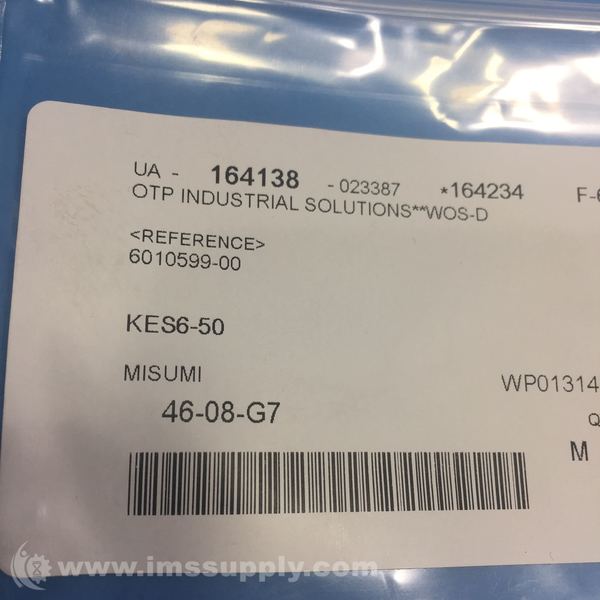 UA - 164138 - 023387 *164234 F-6
OTP INDUSTRIAL SOLUTIONS**WOS-D
<REFERENCE>
6010599-00
KES6-50
MISUMI
WP01314
46-08-G7
Q
M
www.imssupply.com